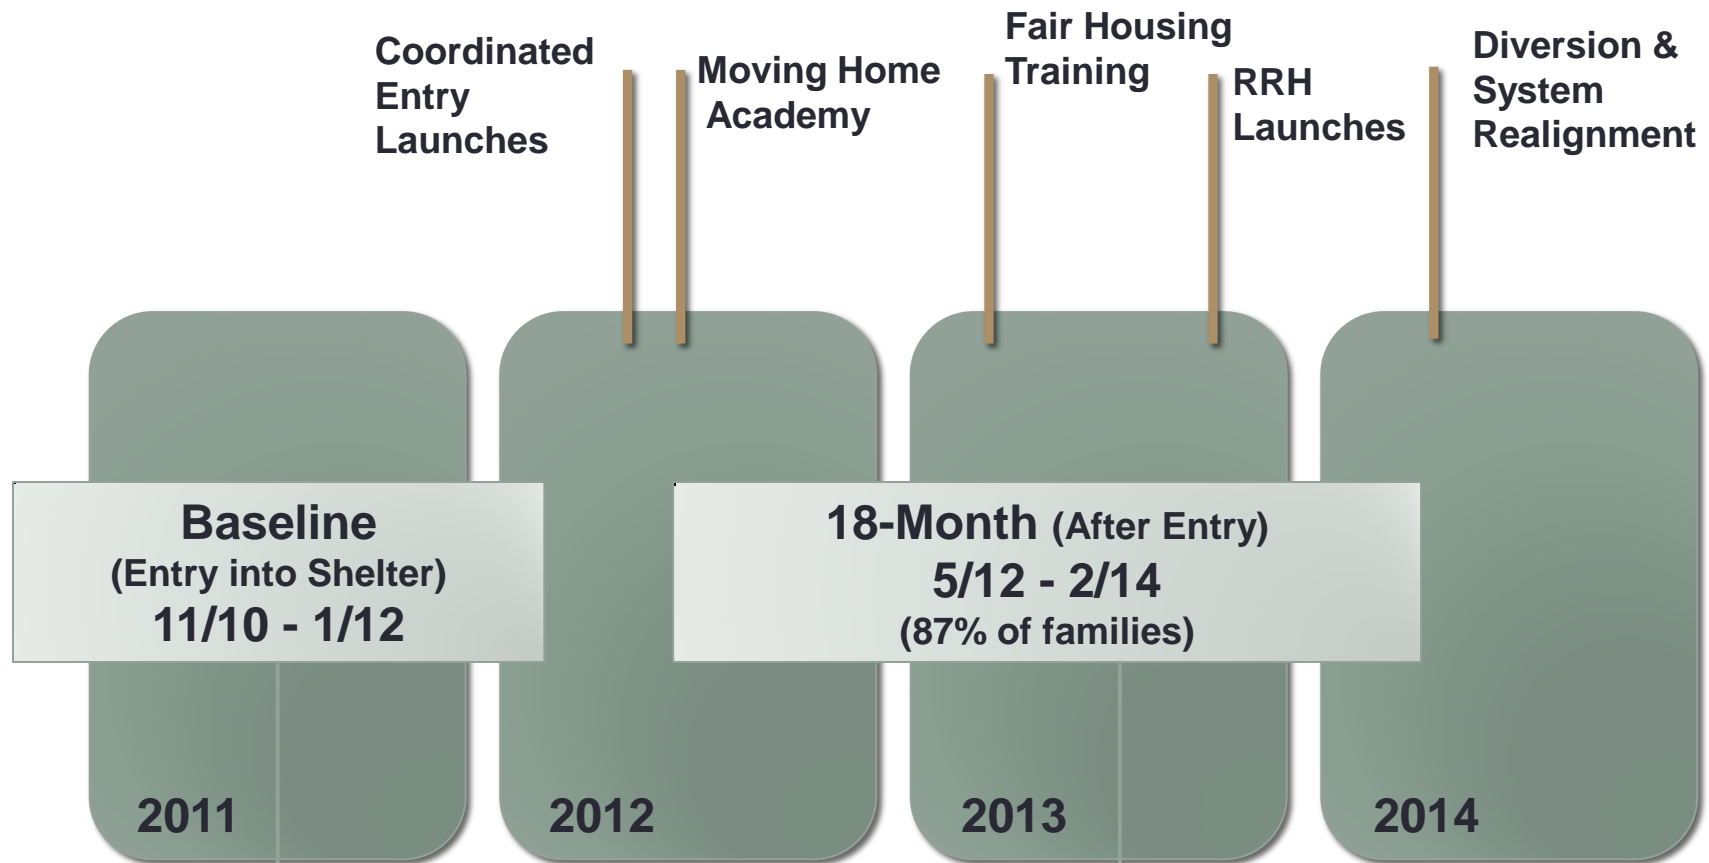 Coordinated
Entry
Launches
Moving Home
Academy
Fair Housing
Training
RRH
Launches
Diversion &
System
Realignment
Baseline
(Entry into Shelter)
11/10 - 1/12
18-Month (After Entry)
5/12 - 2/14
(87% of families)
2011
2012
2013
2014